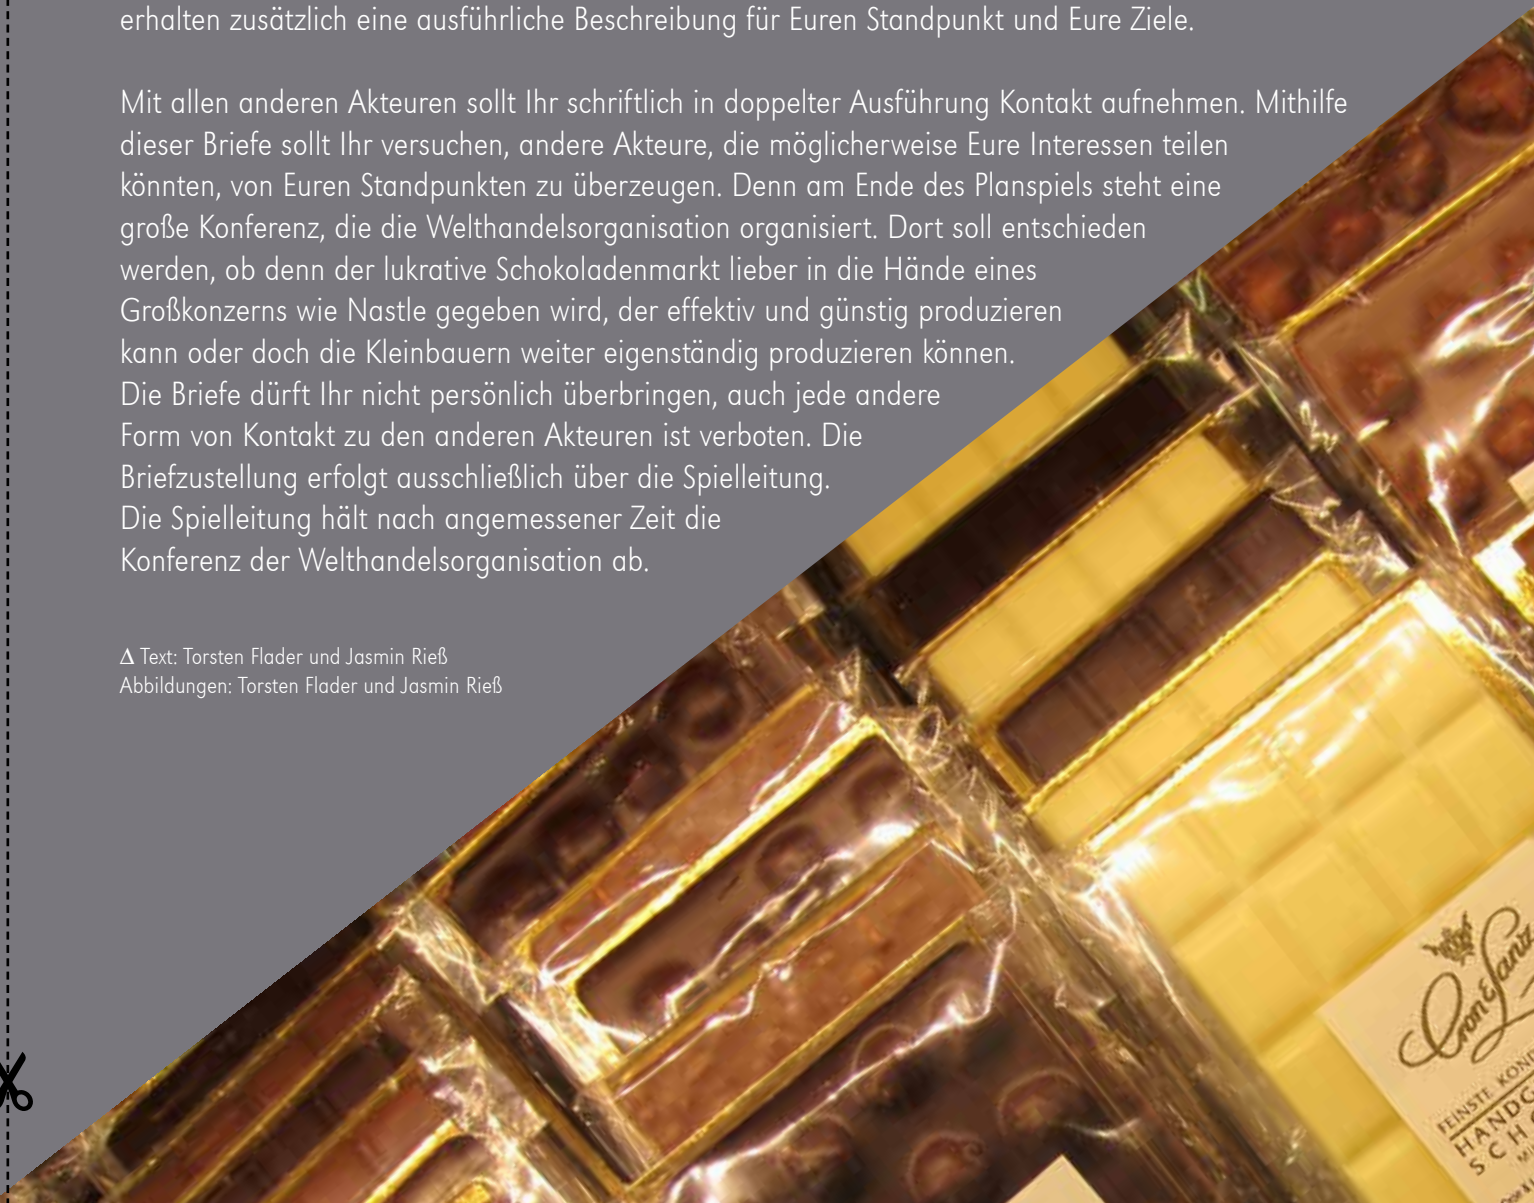 erhalten zusätzlich eine ausführliche Beschreibung für Euren Standpunkt und Eure Ziele.
Mit allen anderen Akteuren sollt Ihr schriftlich in doppelter Ausführung Kontakt aufnehmen. Mithilfe
dieser Briefe sollt Ihr versuchen, andere Akteure, die möglicherweise Eure Interessen teilen
könnten, von Euren Standpunkten zu überzeugen. Denn am Ende des Planspiels steht eine
große Konferenz, die die Welthandelsorganisation organisiert. Dort soll entschieden
werden, ob denn der lukrative Schokoladenmarkt lieber in die Hände eines
Großkonzerns wie Nastle gegeben wird, der effektiv und günstig produzieren
kann oder doch die Kleinbauern weiter eigenständig produzieren können.
Die Briefe dürft Ihr nicht persönlich überbringen, auch jede andere
Form von Kontakt zu den anderen Akteuren ist verboten. Die
Briefzustellung erfolgt ausschließlich über die Spielleitung.
Die Spielleitung hält nach angemessener Zeit die
Konferenz der Welthandelsorganisation ab.
Δ Text: Torsten Flader und Jasmin Rieß
Abbildungen: Torsten Flader und Jasmin Rieß
FEINSTE